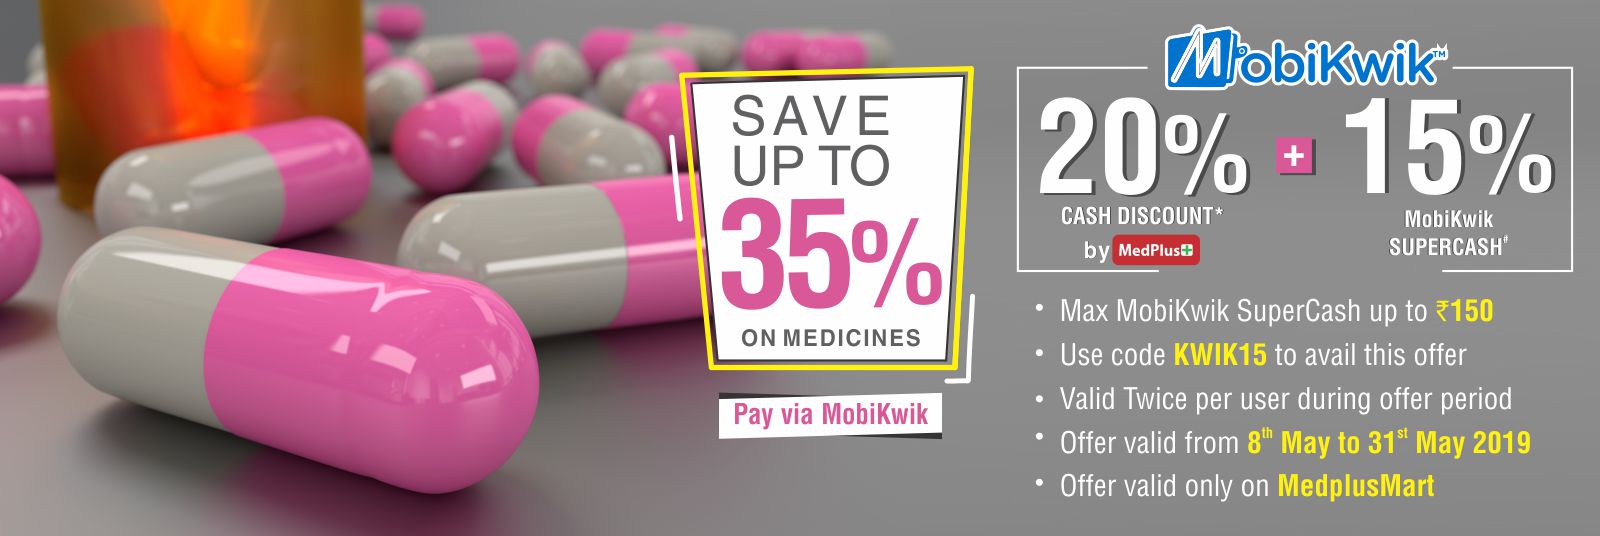 SAVE
UP TO
35%
ON MEDICINES
Pay via MobiKwik
MobiKwik™
20% + 15%
CASH DISCOUNT*
by MedPlus+
MobiKwik
SUPERCASH#
• Max MobiKwik SuperCash up to ₹150
• Use code KWIK15 to avail this offer
• Valid Twice per user during offer period
• Offer valid from 8th May to 31st May 2019
• Offer valid only on MedplusMart